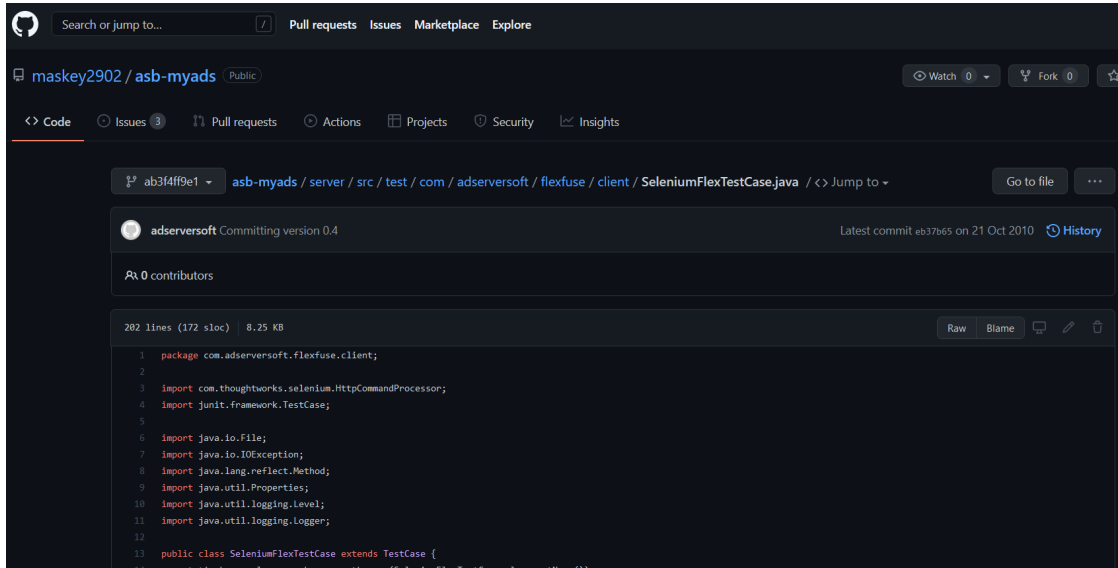 Search or jump to... / Pull requests Issues Marketplace Explore
maskey2902 / asb-myads Public
Watch 0 Fork 0
<> Code Issues 3 Pull requests Actions Projects Security Insights
ab3f4ff9e1 asb-myads / server / src / test / com / adserversoft / flexfuse / client / SeleniumFlexTestCase.java / <> Jump to Go to file ...
adserversoft Committing version 0.4 Latest commit eb37b65 on 21 Oct 2010 History
0 contributors
202 lines (172 sloc) 8.25 KB Raw Blame
1 package com.adserversoft.flexfuse.client;
2
3 import com.thoughtworks.selenium.HttpCommandProcessor;
4 import junit.framework.TestCase;
5
6 import java.io.File;
7 import java.io.IOException;
8 import java.lang.reflect.Method;
9 import java.util.Properties;
10 import java.util.logging.Level;
11 import java.util.logging.Logger;
12
13 public class SeleniumFlexTestCase extends TestCase {